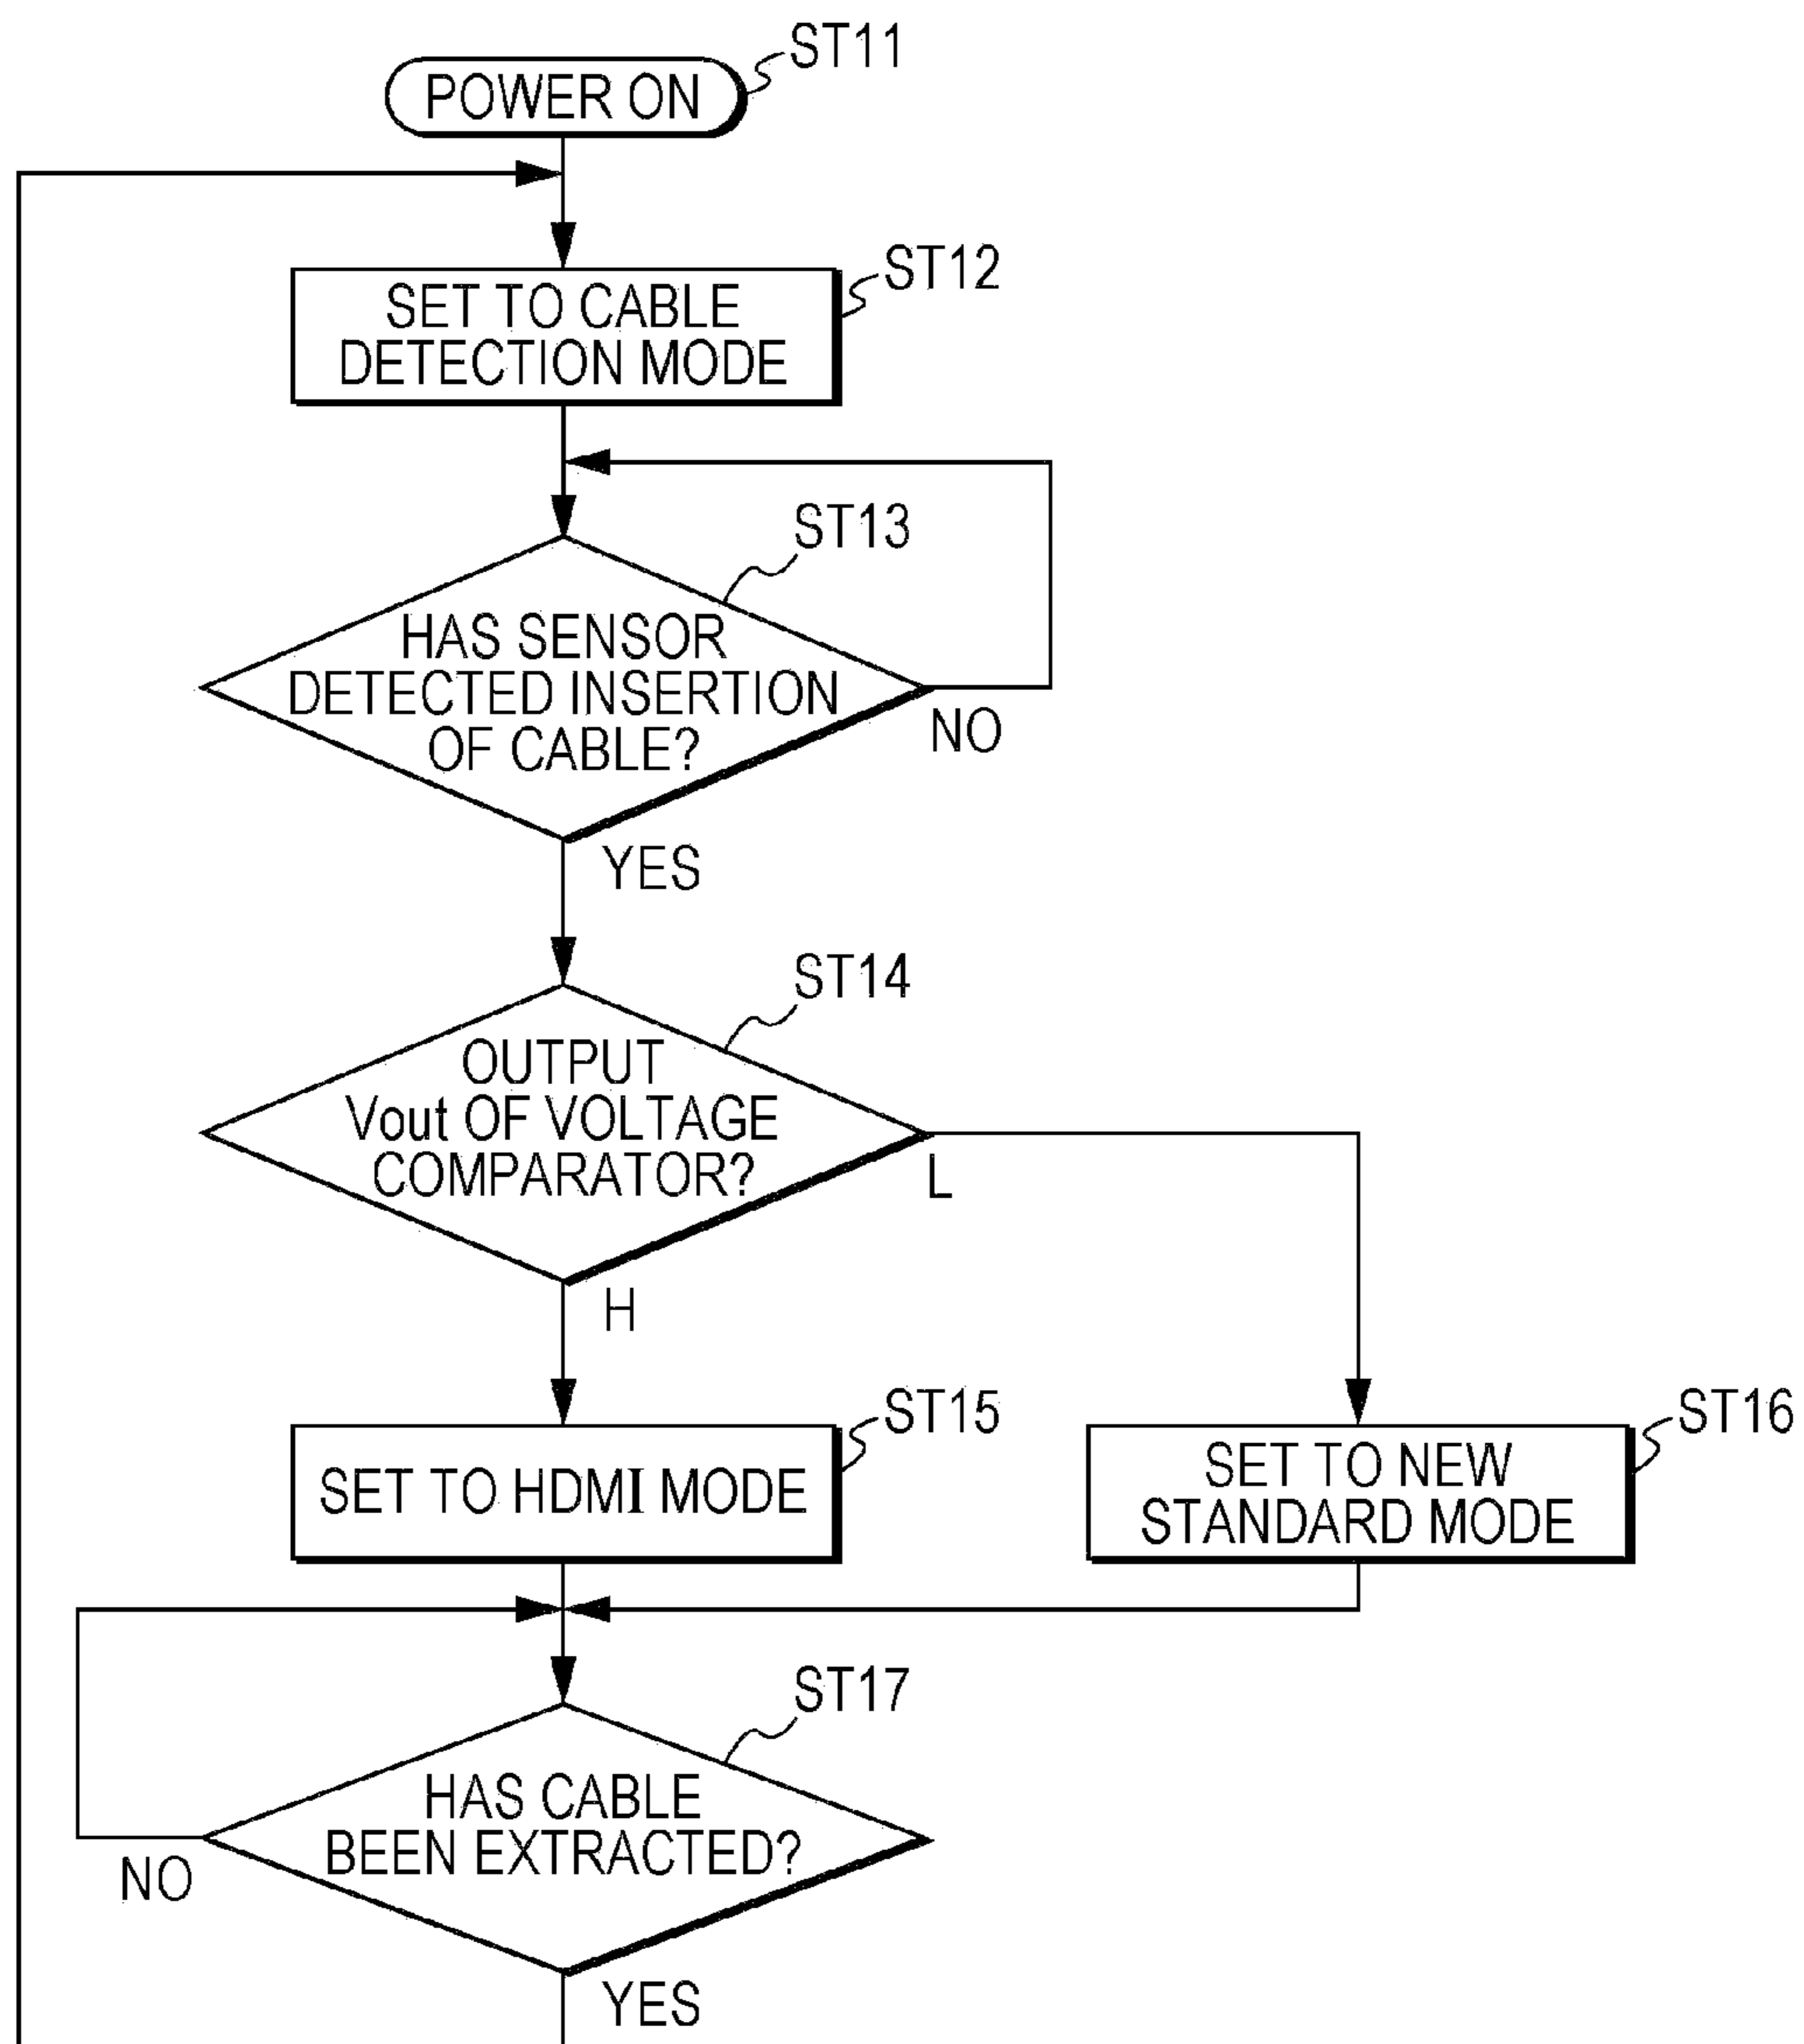 ST11
POWER ON
ST12
SET TO CABLE
DETECTION MODE
ST13
HAS SENSOR
DETECTED INSERTION
OF CABLE?
NO
YES
ST14
OUTPUT
Vout OF VOLTAGE
COMPARATOR?
L
H
ST15
SET TO HDMI MODE
ST16
SET TO NEW
STANDARD MODE
ST17
HAS CABLE
BEEN EXTRACTED?
NO
YES